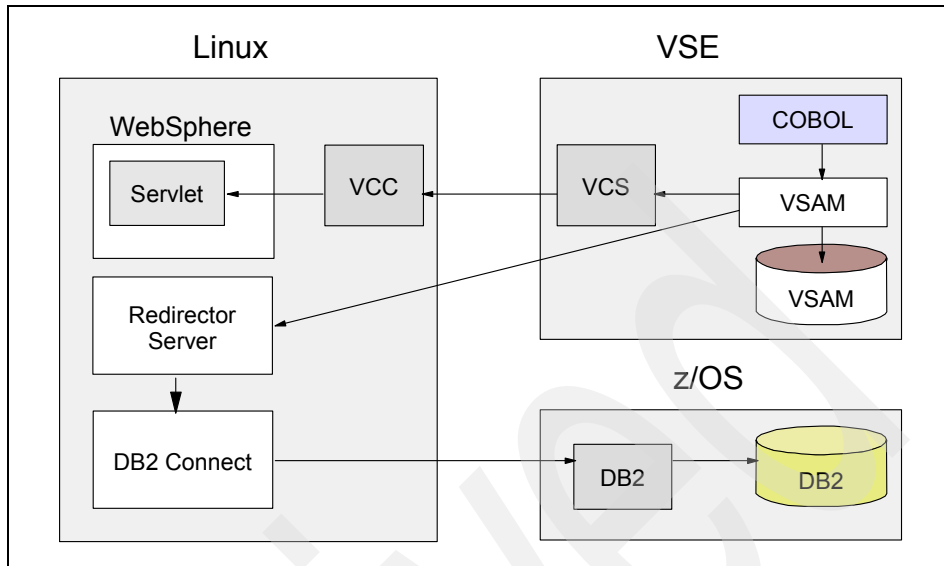 Linux
WebSphere
Servlet
VCC
Redirector
Server
DB2 Connect
VSE
COBOL
VCS
VSAM
VSAM
z/OS
DB2
DB2